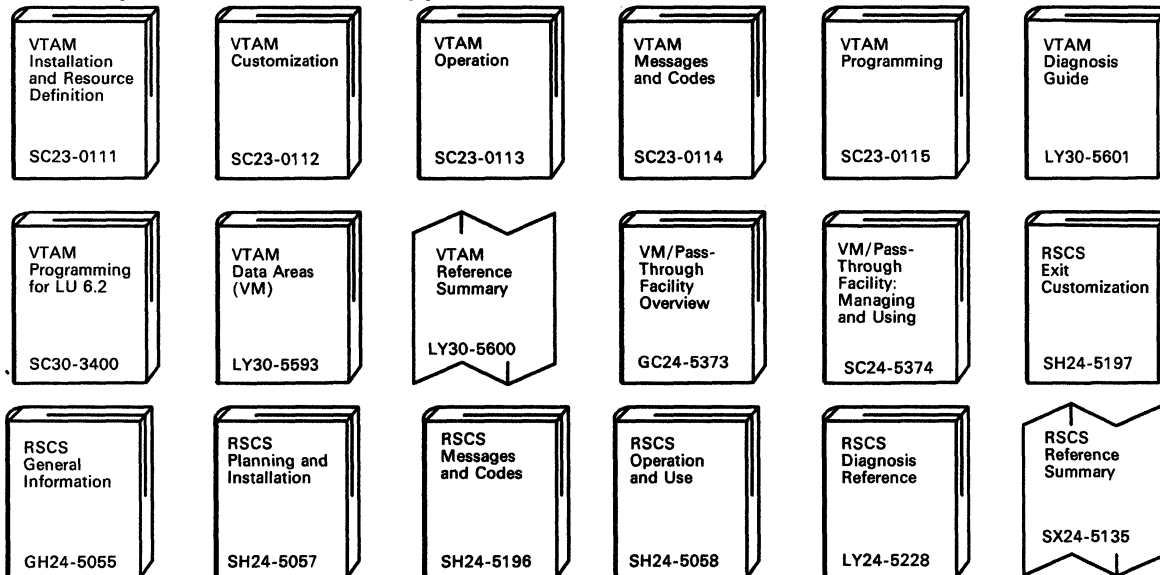 VTAM
Installation
and Resource
Definition
SC23-0111
VTAM
Customization
SC23-0112
VTAM
Operation
SC23-0113
VTAM
Messages
and Codes
SC23-0114
VTAM
Programming
SC23-0115
VTAM
Diagnosis
Guide
LY30-5601
VTAM
Programming
for LU 6.2
SC30-3400
VTAM
Data Areas
(VM)
LY30-5593
VTAM
Reference
Summary
LY30-5600
VM/Pass-
Through
Facility
Overview
GC24-5373
VM/Pass-
Through
Facility:
Managing
and Using
SC24-5374
RSCS
Exit
Customization
SH24-5197
RSCS
General
Information
GH24-5055
RSCS
Planning and
Installation
SH24-5057
RSCS
Messages
and Codes
SH24-5196
RSCS
Operation
and Use
SH24-5058
RSCS
Diagnosis
Reference
LY24-5228
RSCS
Reference
Summary
SX24-5135